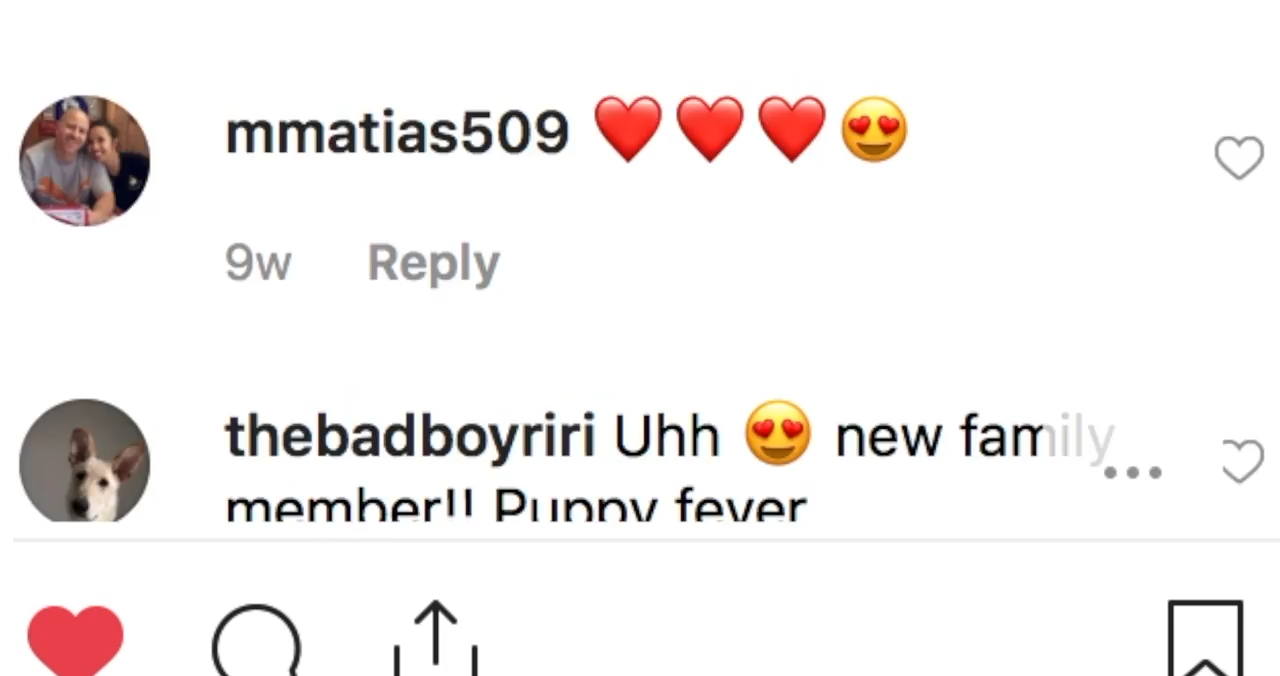 mmatias509 ❤️❤️❤️😍
9w Reply
thebadboyriri Uhh 😍 new family
member!! Puppy fever